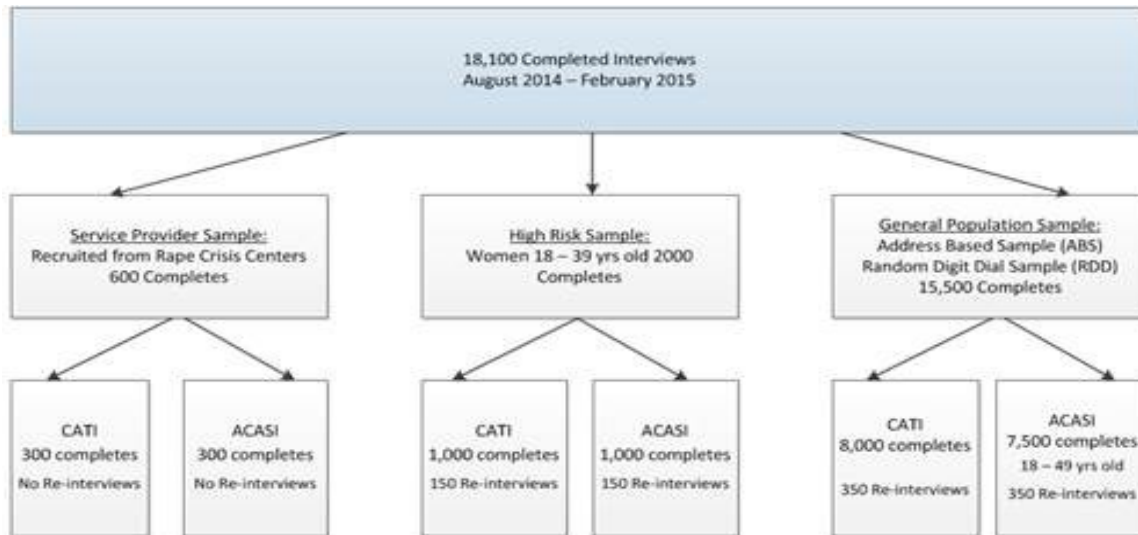 18,100 Completed Interviews
August 2014 – February 2015
Service Provider Sample:
Recruited from Rape Crisis Centers
600 Completes
High Risk Sample:
Women 18 – 39 yrs old 2000
Completes
General Population Sample:
Address Based Sample (ABS)
Random Digit Dial Sample (RDD)
15,500 Completes
CATI
300 completes
No Re-interviews
ACASI
300 completes
No Re-interviews
CATI
1,000 completes
150 Re-interviews
ACASI
1,000 completes
150 Re-interviews
CATI
8,000 completes
350 Re-interviews
ACASI
7,500 completes
18 – 49 yrs old
350 Re-interviews